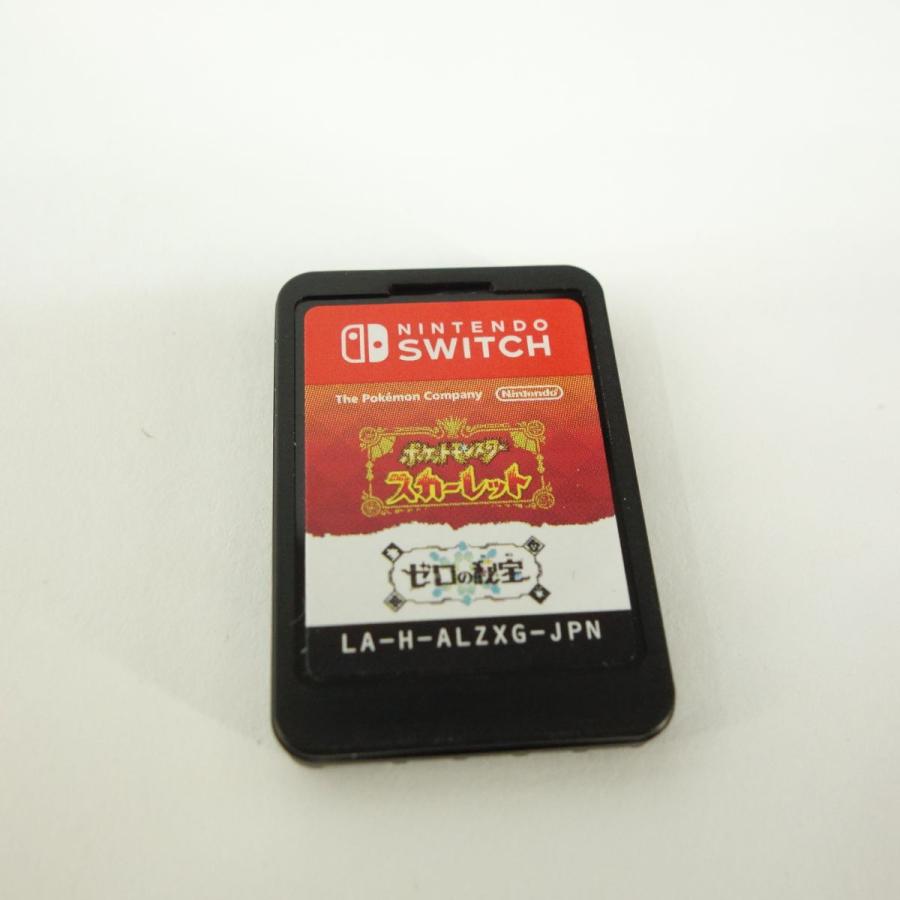 NINTENDO
SWITCH
The Pokémon Company Nintendo
ポケットモンスター
スカーレット
ゼロの秘宝
LA-H-ALZXG-JPN